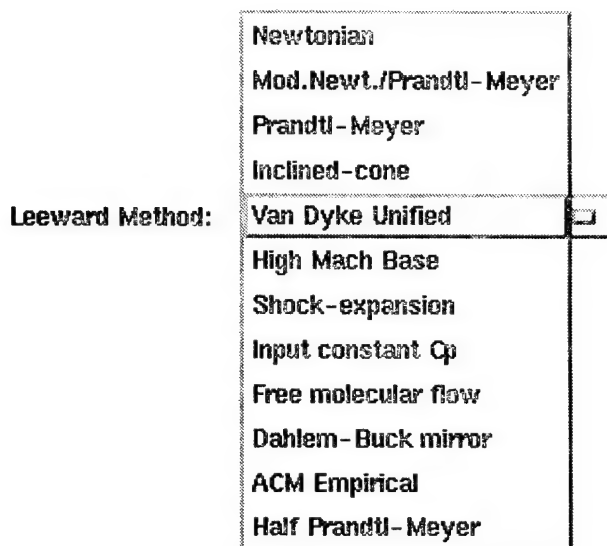 Newtonian
Mod.Newt./Prandtl-Meyer
Prandtl-Meyer
Inclined-cone
Leeward Method: Van Dyke Unified
High Mach Base
Shock-expansion
Input constant Cp
Free molecular flow
Dahlem-Buck mirror
ACM Empirical
Half Prandtl-Meyer